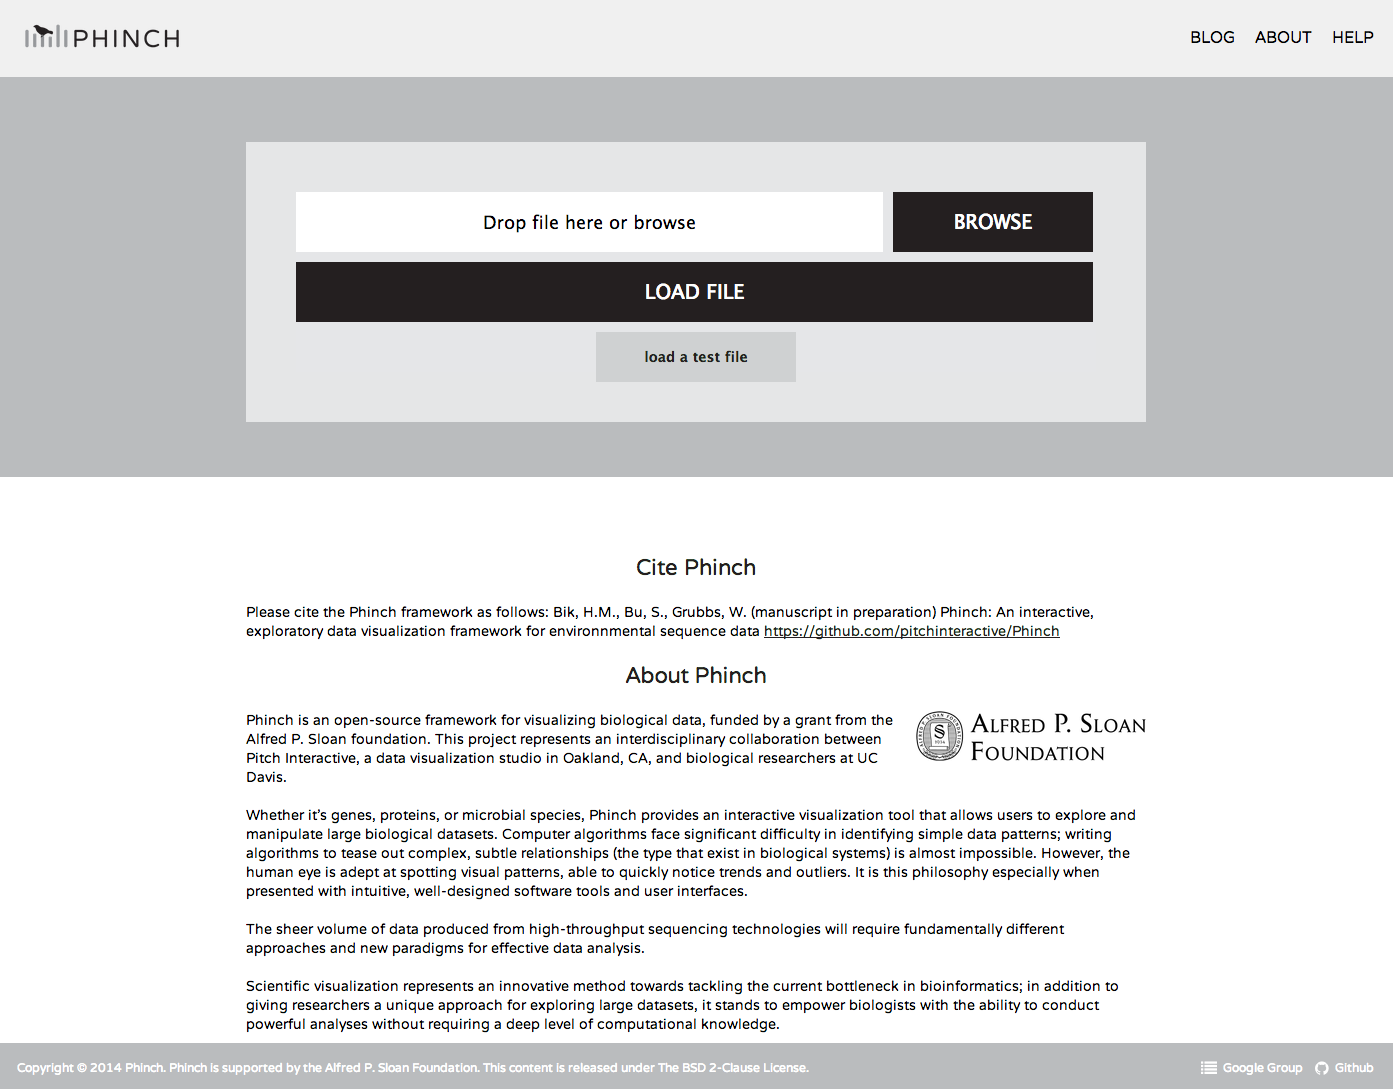 PHINCH
BLOG ABOUT HELP
Drop file here or browse
BROWSE
LOAD FILE
load a test file
Cite Phinch
Please cite the Phinch framework as follows: Bik, H.M., Bu, S., Grubbs, W. (manuscript in preparation) Phinch: An interactive,
exploratory data visualization framework for environnmental sequence data https://github.com/pitchinteractive/Phinch
About Phinch
Phinch is an open-source framework for visualizing biological data, funded by a grant from the
Alfred P. Sloan foundation. This project represents an interdisciplinary collaboration between
Pitch Interactive, a data visualization studio in Oakland, CA, and biological researchers at UC
Davis.
ALFRED P. SLOAN
FOUNDATION
Whether it's genes, proteins, or microbial species, Phinch provides an interactive visualization tool that allows users to explore and
manipulate large biological datasets. Computer algorithms face significant difficulty in identifying simple data patterns; writing
algorithms to tease out complex, subtle relationships (the type that exist in biological systems) is almost impossible. However, the
human eye is adept at spotting visual patterns, able to quickly notice trends and outliers. It is this philosophy especially when
presented with intuitive, well-designed software tools and user interfaces.
The sheer volume of data produced from high-throughput sequencing technologies will require fundamentally different
approaches and new paradigms for effective data analysis.
Scientific visualization represents an innovative method towards tackling the current bottleneck in bioinformatics; in addition to
giving researchers a unique approach for exploring large datasets, it stands to empower biologists with the ability to conduct
powerful analyses without requiring a deep level of computational knowledge.
Copyright © 2014 Phinch. Phinch is supported by the Alfred P. Sloan Foundation. This content is released under The BSD 2-Clause License.
Google Group Github